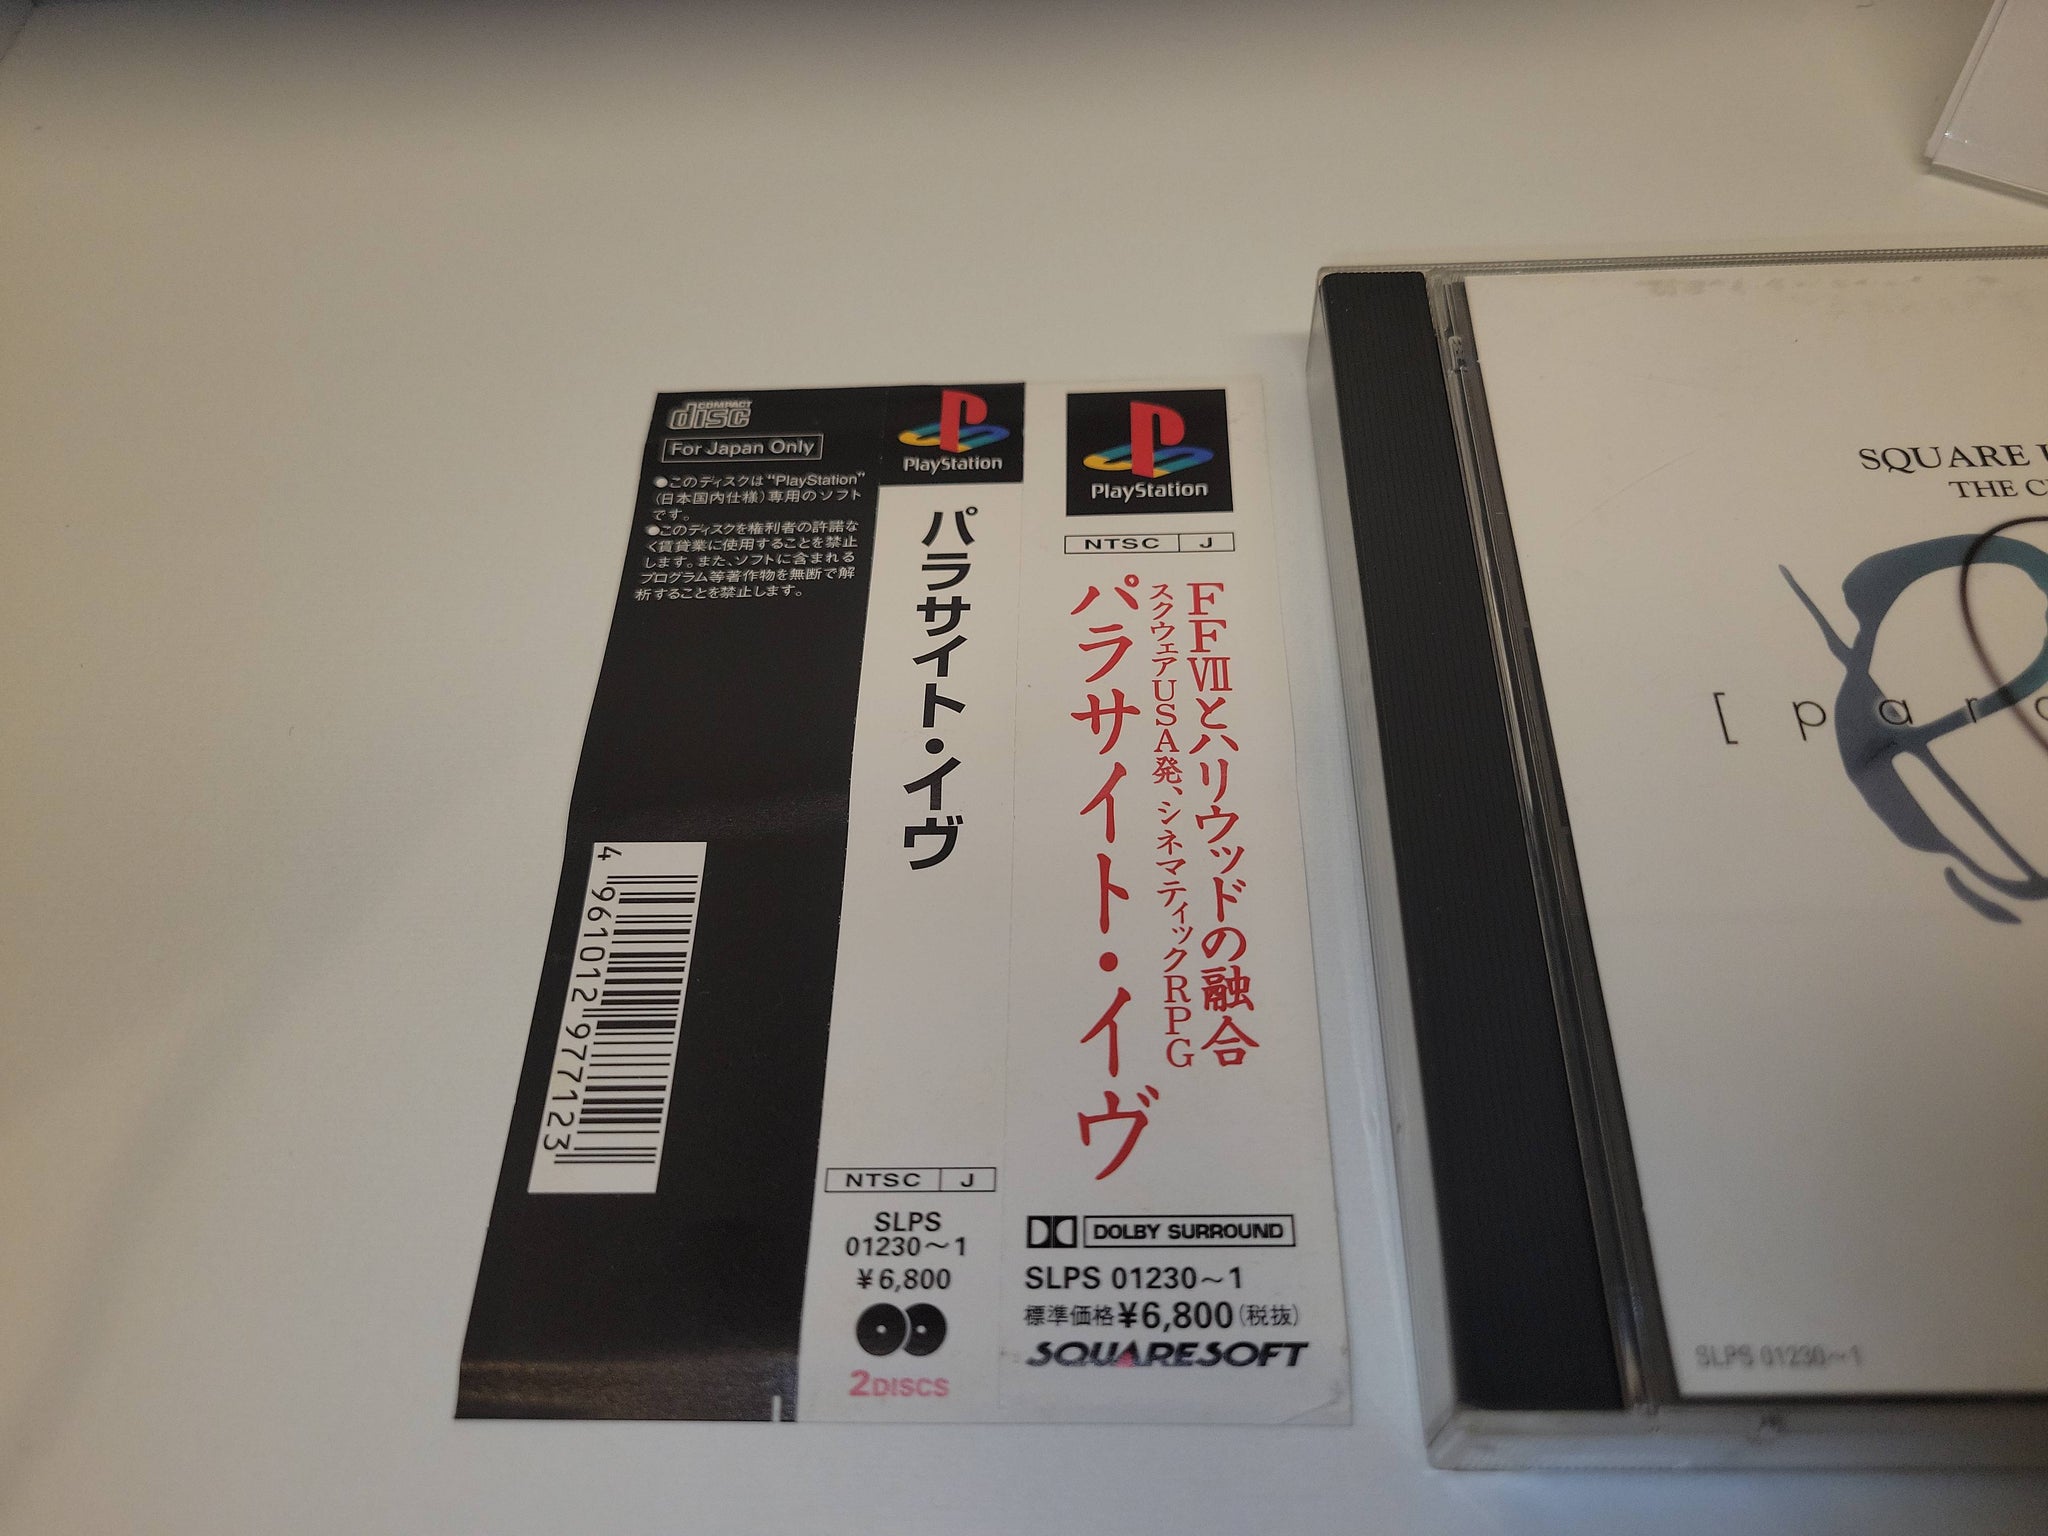 COMPACT
disc
For Japan Only
●このディスクは"PlayStation"
(日本国内仕様)専用のソフト
です。
●このディスクを権利者の許諾な
く賃貸業に使用することを禁止
します。また、ソフトに含まれる
プログラム等著作物を無断で解
析することを禁止します。
4 961012 977123
PlayStation
パラサイト・イヴ
NTSC J
SLPS
01230～1
¥6,800
2DISCS
PlayStation
NTSC J
FFⅦとハリウッドの融合
スクウェアUSA発、シネマティックRPG
パラサイト・イヴ
DOLBY SURROUND
SLPS 01230～1
標準価格¥6,800(税抜)
SQUARESOFT
SQUARE
THE
[ par
SLPS 01230～1